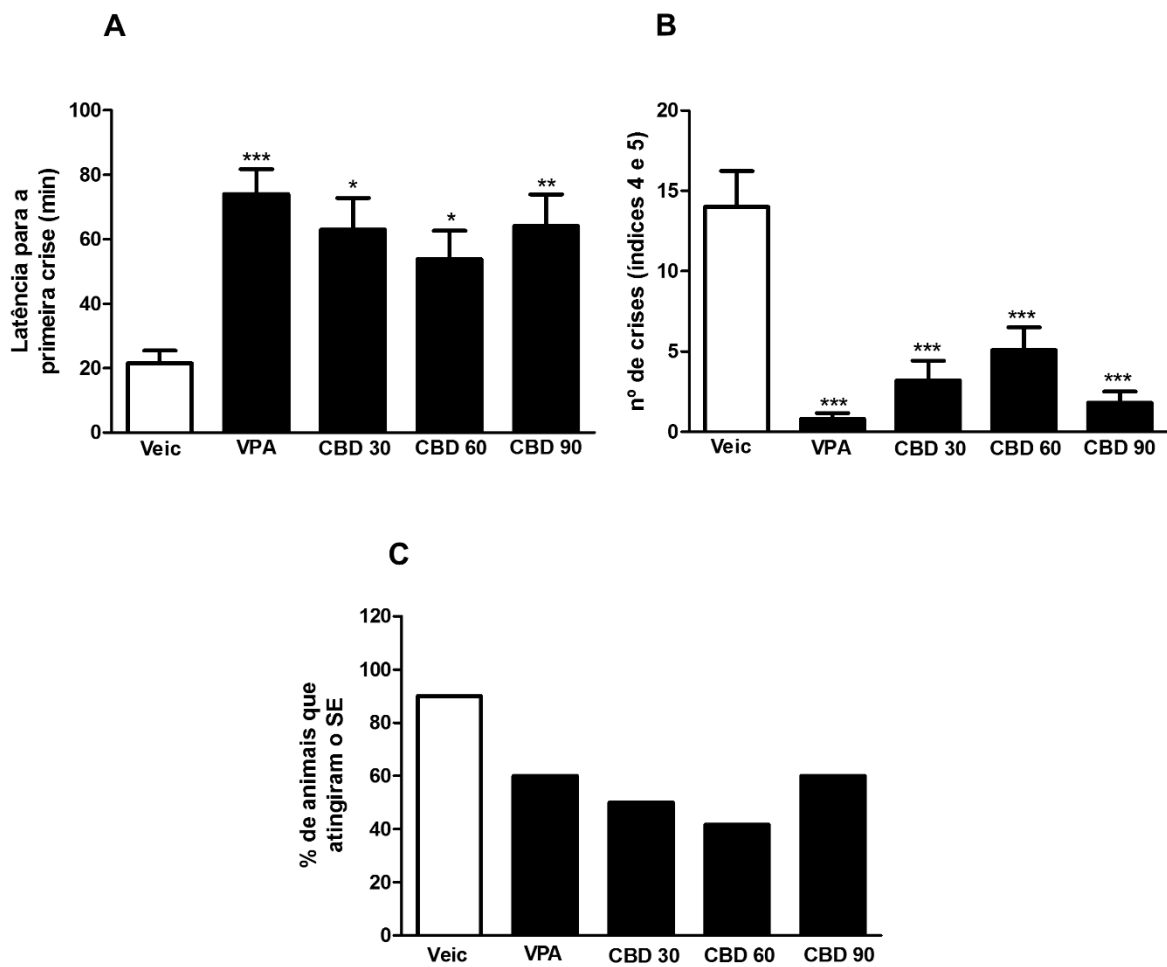 A
Latência para a
primeira crise (min)
100
80
60
40
20
0
***
*
*
**
Veic VPA CBD 30 CBD 60 CBD 90
B
nº de crises (índices 4 e 5)
20
15
10
5
0
***
***
***
***
Veic VPA CBD 30 CBD 60 CBD 90
C
% de animais que
atingiram o SE
120
100
80
60
40
20
0
Veic VPA CBD 30 CBD 60 CBD 90